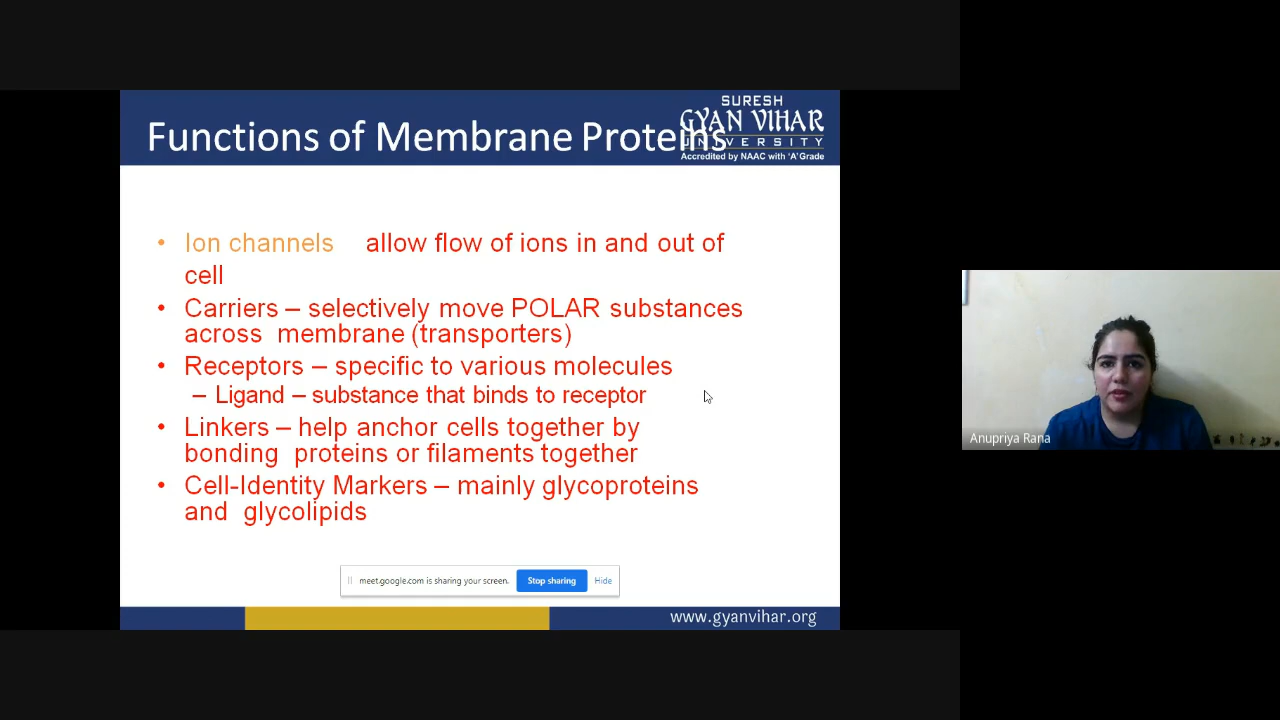 SURESH
GYAN VIHAR
UNIVERSITY
Accredited by NAAC with 'A' Grade
Functions of Membrane Proteins
• Ion channels allow flow of ions in and out of
cell
• Carriers – selectively move POLAR substances
across membrane (transporters)
• Receptors – specific to various molecules
– Ligand – substance that binds to receptor
• Linkers – help anchor cells together by
bonding proteins or filaments together
• Cell-Identity Markers – mainly glycoproteins
and glycolipids
meet.google.com is sharing your screen. Stop sharing Hide
www.gyanvihar.org
Anupriya Rana